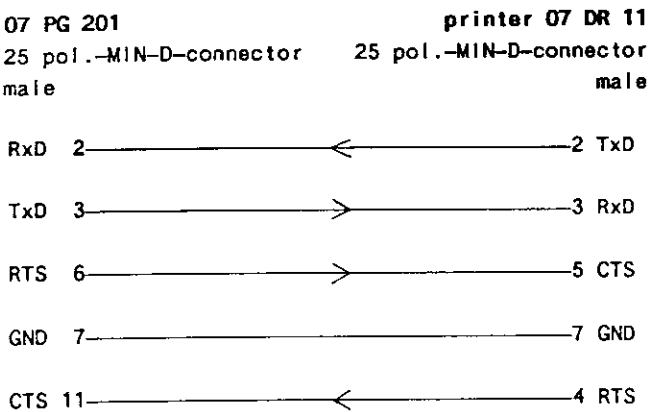 07 PG 201 printer 07 DR 11
25 pol.-MIN-D-connector 25 pol.-MIN-D-connector
male male
RxD 2 2 TxD
TxD 3 3 RxD
RTS 6 5 CTS
GND 7 7 GND
CTS 11 4 RTS